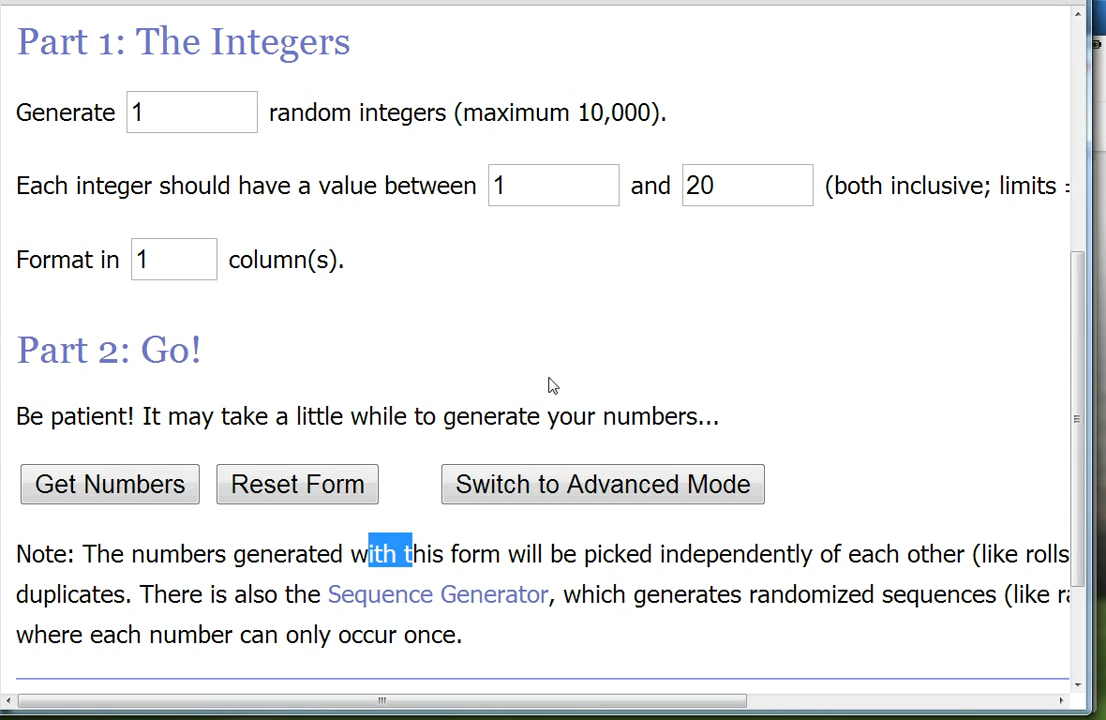 Part 1: The Integers
Generate 1 random integers (maximum 10,000).
Each integer should have a value between 1 and 20 (both inclusive; limits
Format in 1 column(s).
Part 2: Go!
Be patient! It may take a little while to generate your numbers...
Get Numbers Reset Form Switch to Advanced Mode
Note: The numbers generated with this form will be picked independently of each other (like rolls
duplicates. There is also the Sequence Generator, which generates randomized sequences (like
where each number can only occur once.